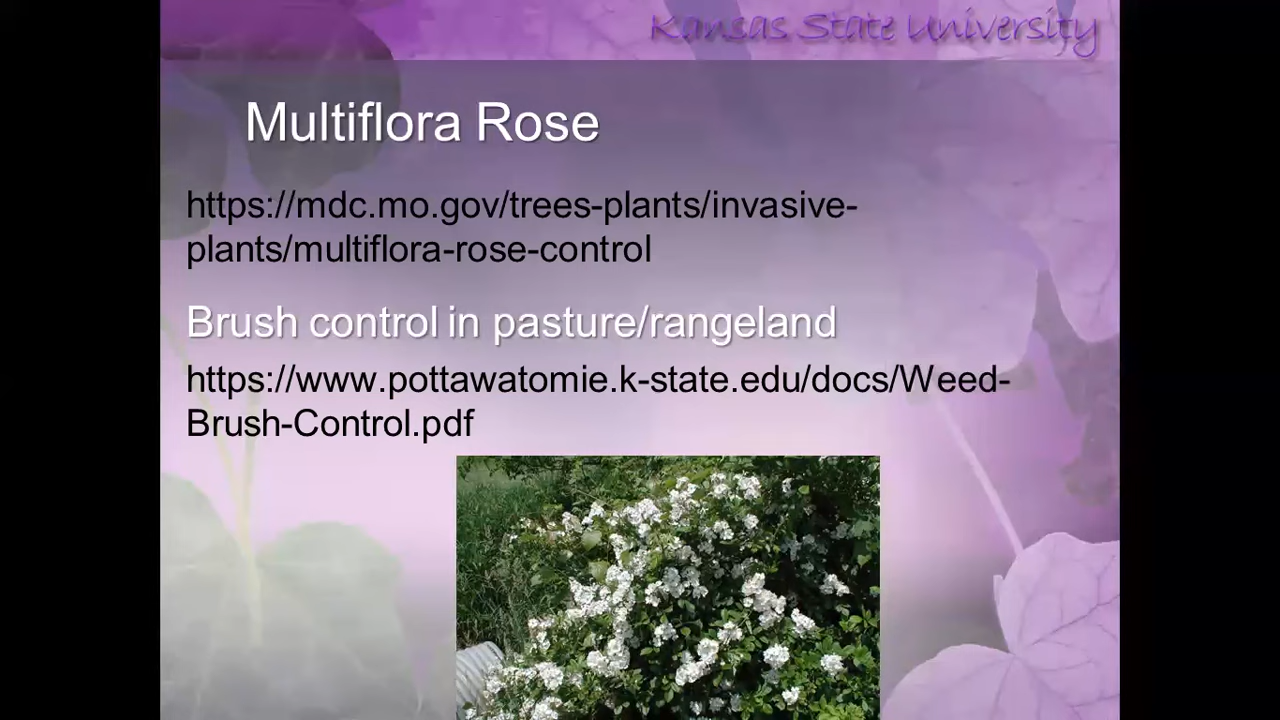 Kansas State University
Multiflora Rose
https://mdc.mo.gov/trees-plants/invasive-
plants/multiflora-rose-control
Brush control in pasture/rangeland
https://www.pottawatomie.k-state.edu/docs/Weed-
Brush-Control.pdf